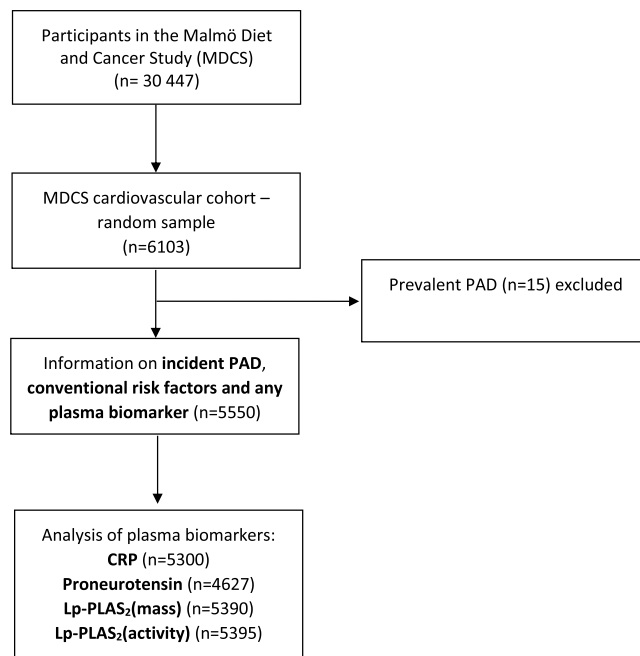 Participants in the Malmö Diet
and Cancer Study (MDCS)
(n= 30 447)
MDCS cardiovascular cohort –
random sample
(n=6103)
Prevalent PAD (n=15) excluded
Information on incident PAD,
conventional risk factors and any
plasma biomarker (n=5550)
Analysis of plasma biomarkers:
CRP (n=5300)
Proneurotensin (n=4627)
Lp-PLAS₂(mass) (n=5390)
Lp-PLAS₂(activity) (n=5395)